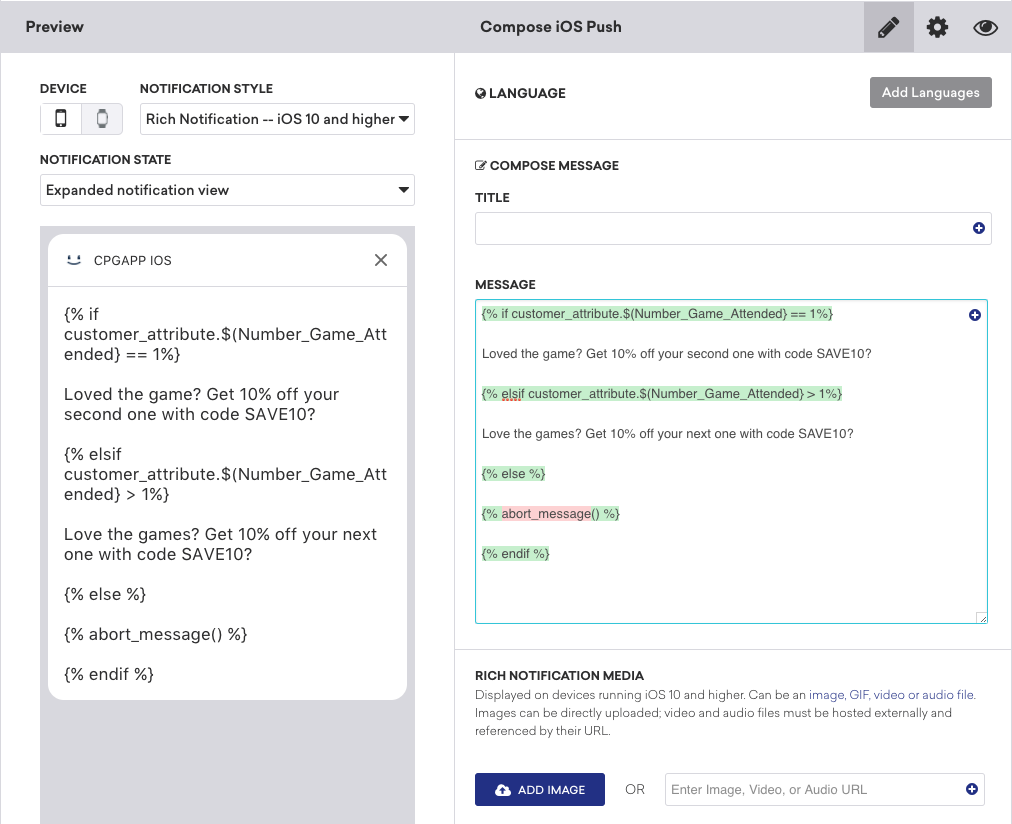 Preview
Compose iOS Push
DEVICE
NOTIFICATION STYLE
Rich Notification -- iOS 10 and higher
NOTIFICATION STATE
Expanded notification view
CPGAPP IOS
{% if
customer_attribute.$(Number_Game_Att
ended} == 1%}
Loved the game? Get 10% off your
second one with code SAVE10?
{% elsif
customer_attribute.$(Number_Game_Att
ended} > 1%}
Love the games? Get 10% off your next
one with code SAVE10?
{% else %}
{% abort_message() %}
{% endif %}
LANGUAGE
Add Languages
COMPOSE MESSAGE
TITLE
MESSAGE
{% if customer_attribute.$(Number_Game_Attended} == 1%}
Loved the game? Get 10% off your second one with code SAVE10?
{% elsif customer_attribute.$(Number_Game_Attended} > 1%}
Love the games? Get 10% off your next one with code SAVE10?
{% else %}
{% abort_message() %}
{% endif %}
RICH NOTIFICATION MEDIA
Displayed on devices running iOS 10 and higher. Can be an image, GIF, video or audio file.
Images can be directly uploaded; video and audio files must be hosted externally and
referenced by their URL.
ADD IMAGE
OR
Enter Image, Video, or Audio URL